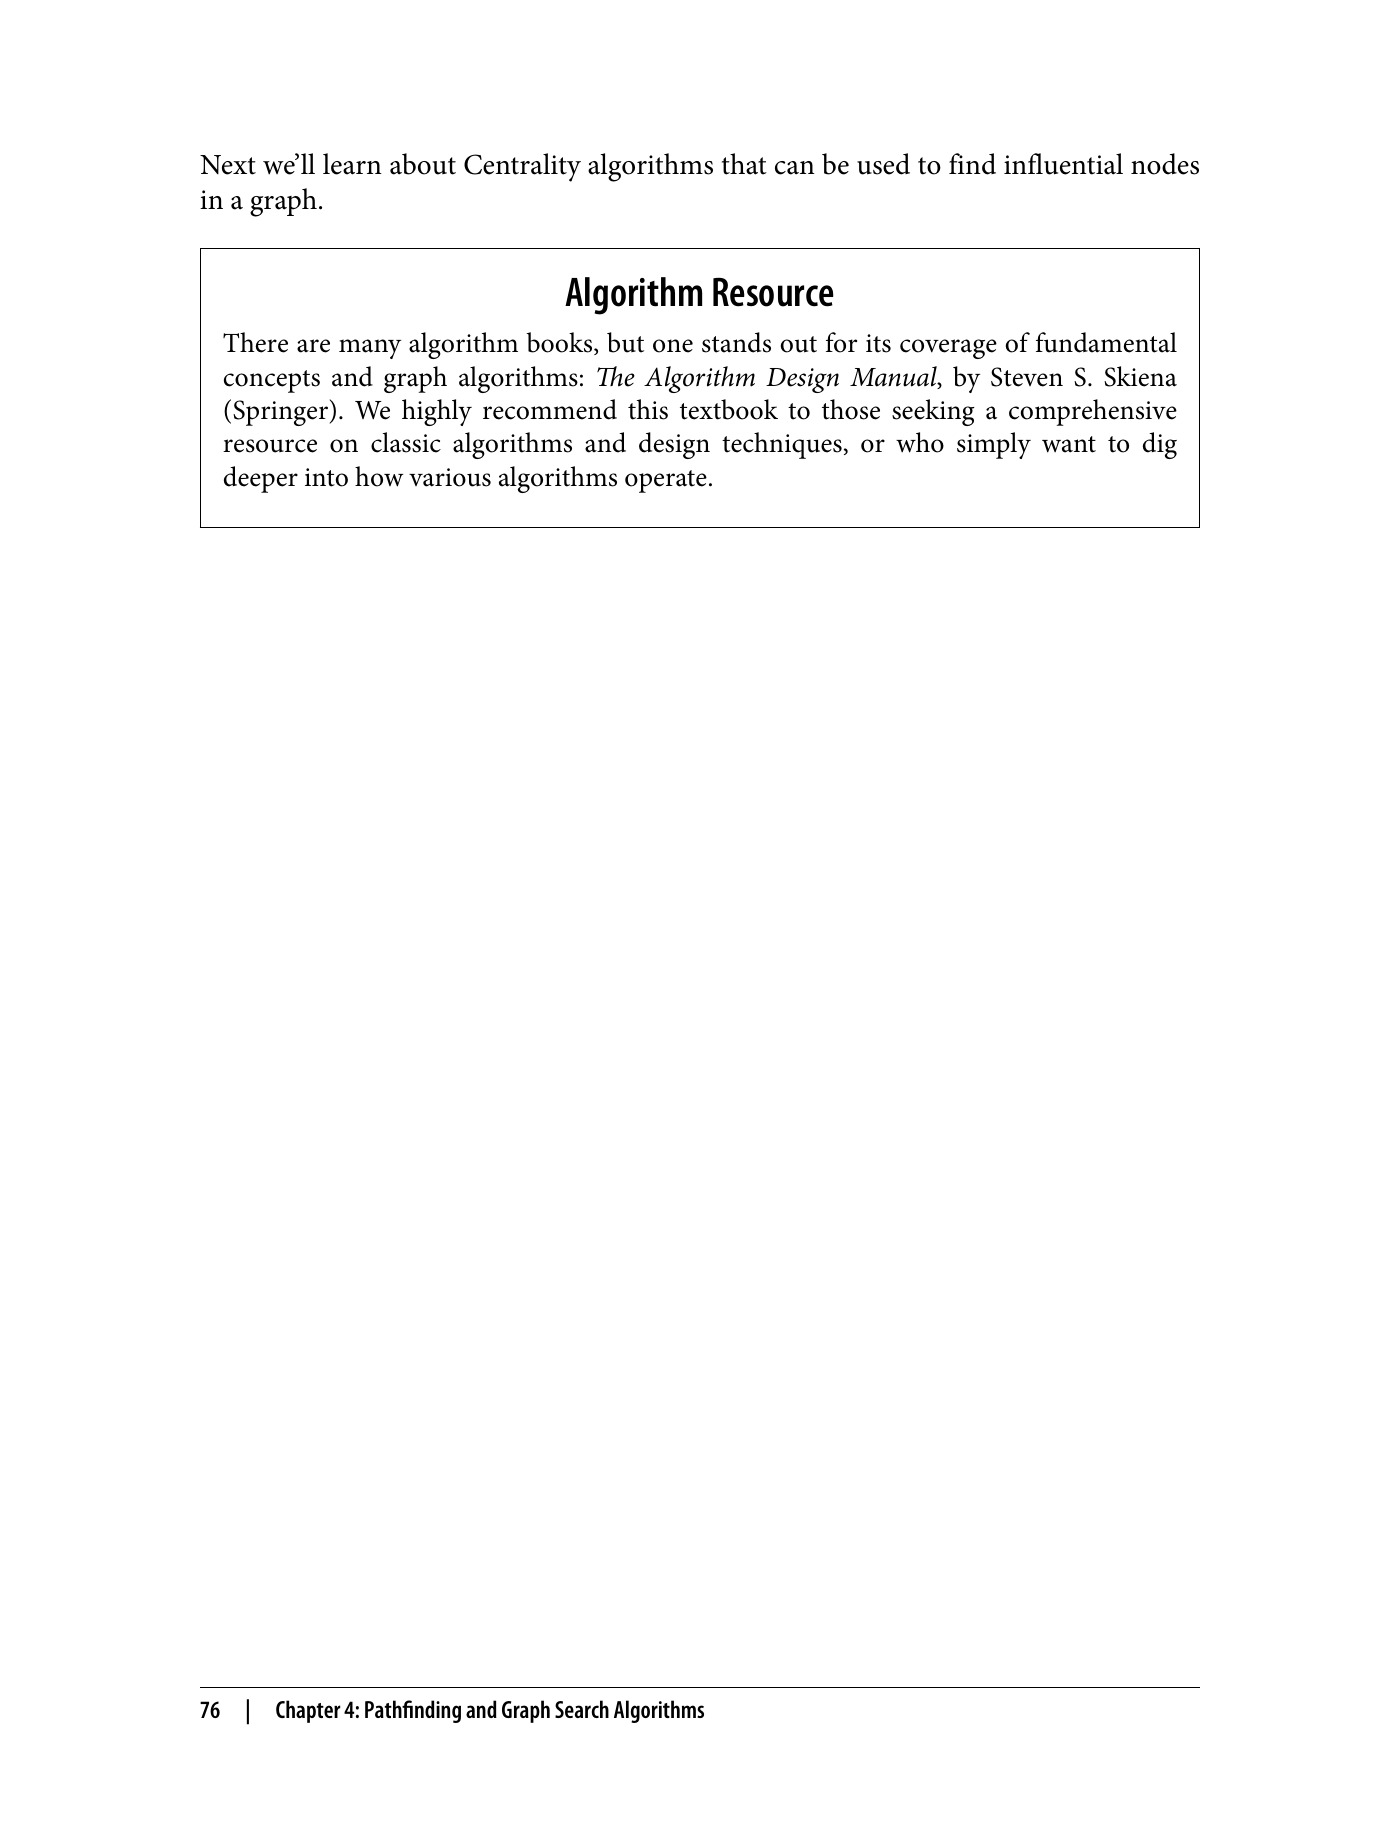 Next we’ll learn about Centrality algorithms that can be used to find influential nodes
in a graph.
Algorithm Resource
There are many algorithm books, but one stands out for its coverage of fundamental
concepts and graph algorithms: The Algorithm Design Manual, by Steven S. Skiena
(Springer). We highly recommend this textbook to those seeking a comprehensive
resource on classic algorithms and design techniques, or who simply want to dig
deeper into how various algorithms operate.
76 | Chapter 4: Pathfinding and Graph Search Algorithms